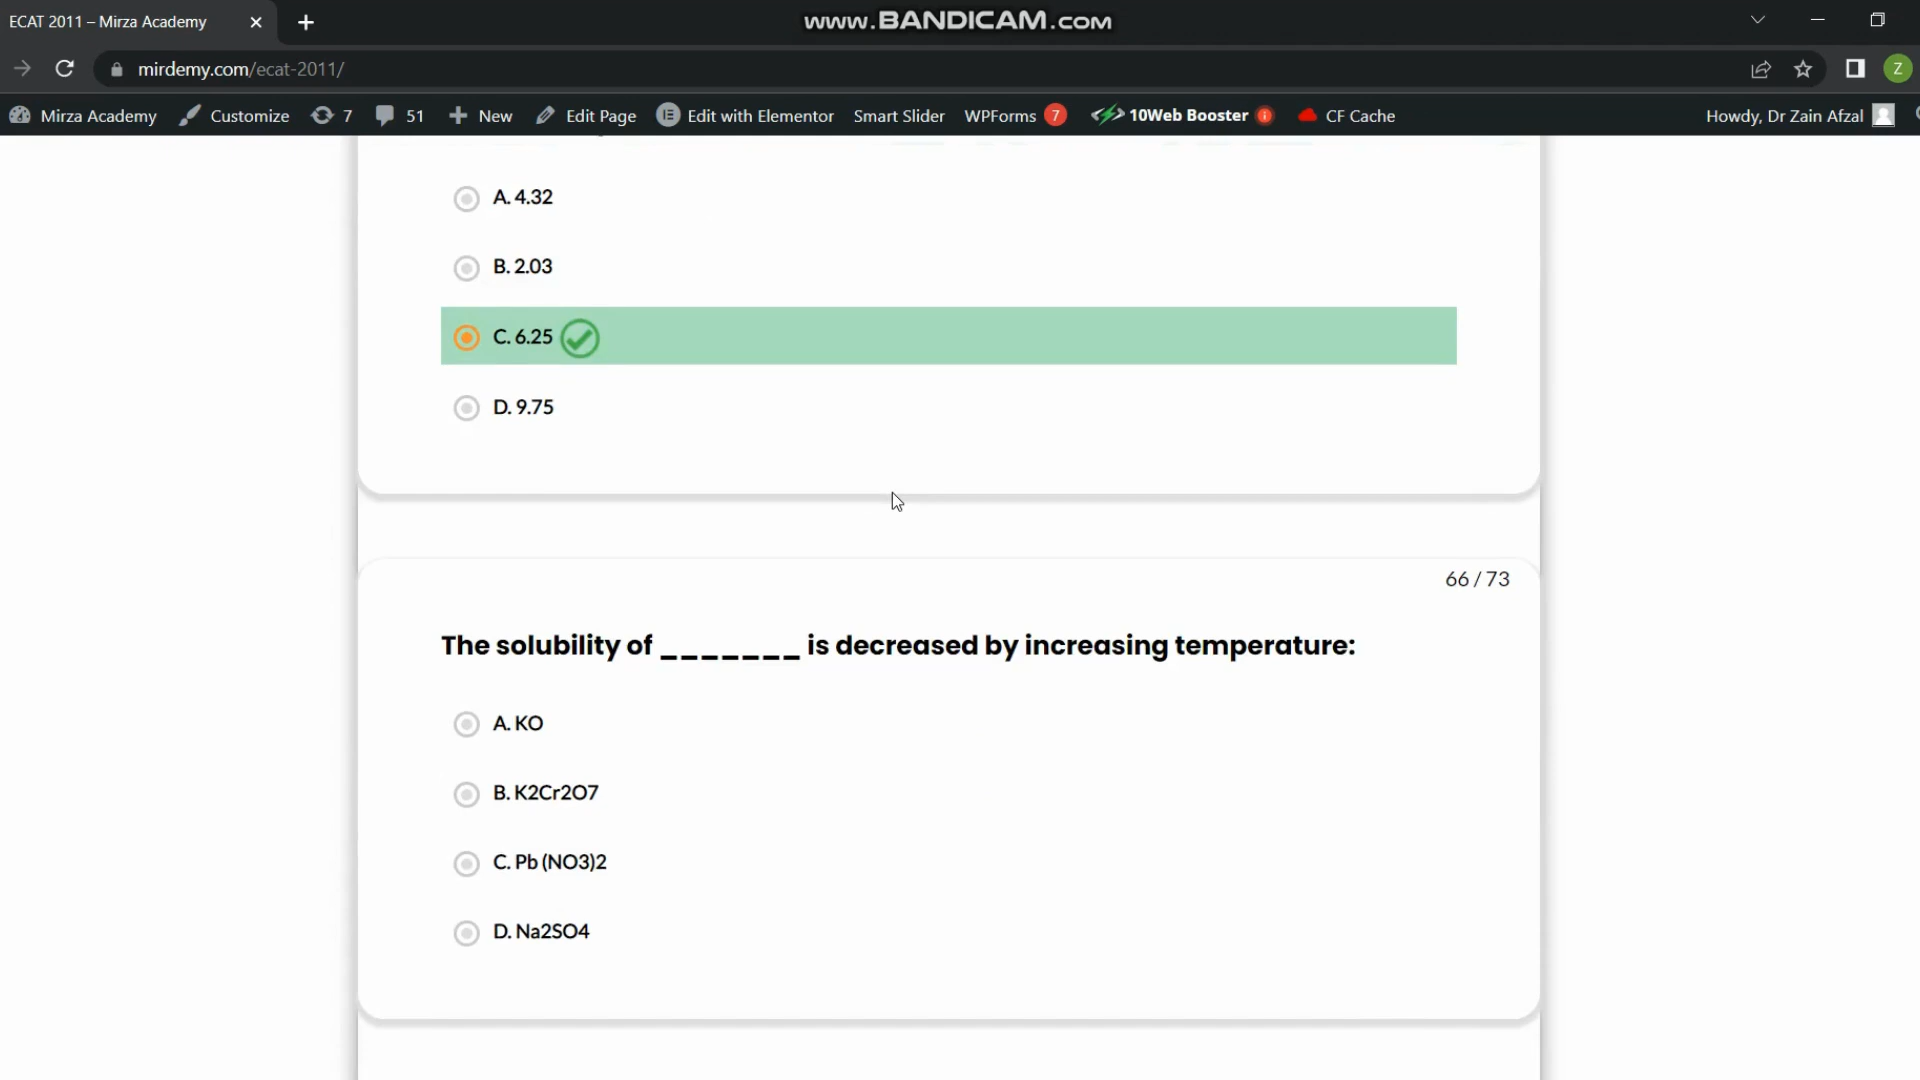 ECAT 2011 – Mirza Academy
www.BANDICAM.com
mirdemy.com/ecat-2011/
Z
Mirza Academy Customize 7 51 New Edit Page Edit with Elementor Smart Slider WPForms 7 10Web Booster CF Cache Howdy, Dr Zain Afzal
A. 4.32
B. 2.03
C. 6.25
D. 9.75
66 / 73
The solubility of _______ is decreased by increasing temperature:
A. KO
B. K2Cr2O7
C. Pb (NO3)2
D. Na2SO4